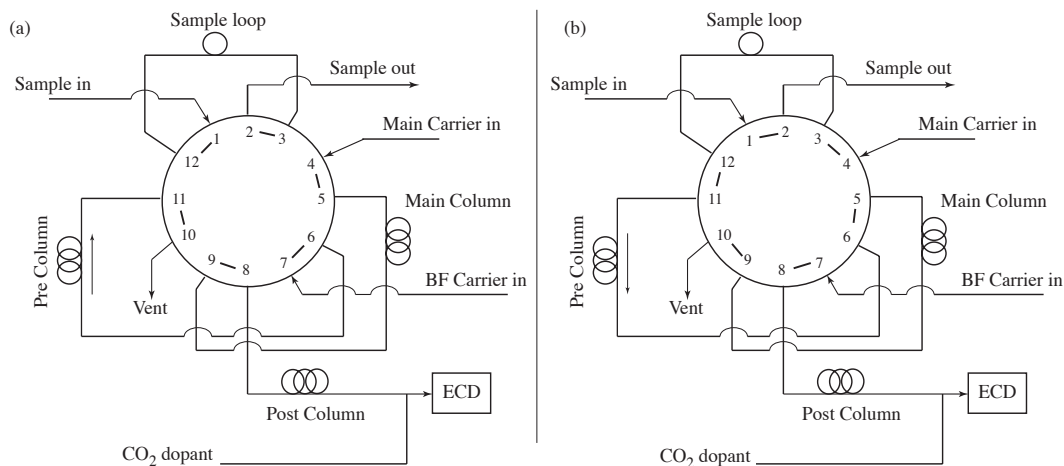 (a)
Sample loop
Sample in
Sample out
1
2
3
Main Carrier in
12
4
11
5
Main Column
10
6
9
8
7
Pre Column
BF Carrier in
Vent
ECD
Post Column
CO2 dopant
(b)
Sample loop
Sample in
Sample out
1
2
3
Main Carrier in
12
4
11
5
Main Column
10
6
9
8
7
Pre Column
BF Carrier in
Vent
ECD
Post Column
CO2 dopant